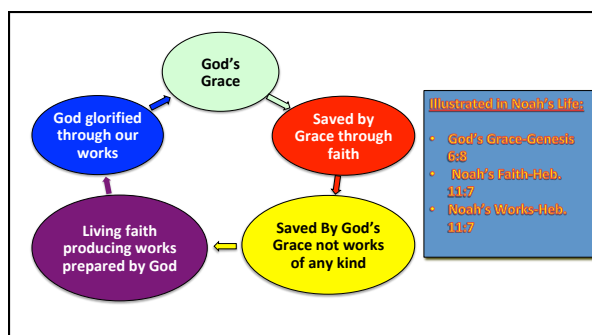 God's
Grace
Saved by
Grace through
faith
Saved By God's
Grace not works
of any kind
Living faith
producing works
prepared by God
God glorified
through our
works
Illustrated in Noah's Life:
• God's Grace-Genesis
6:8
• Noah's Faith-Heb.
11:7
• Noah's Works-Heb.
11:7